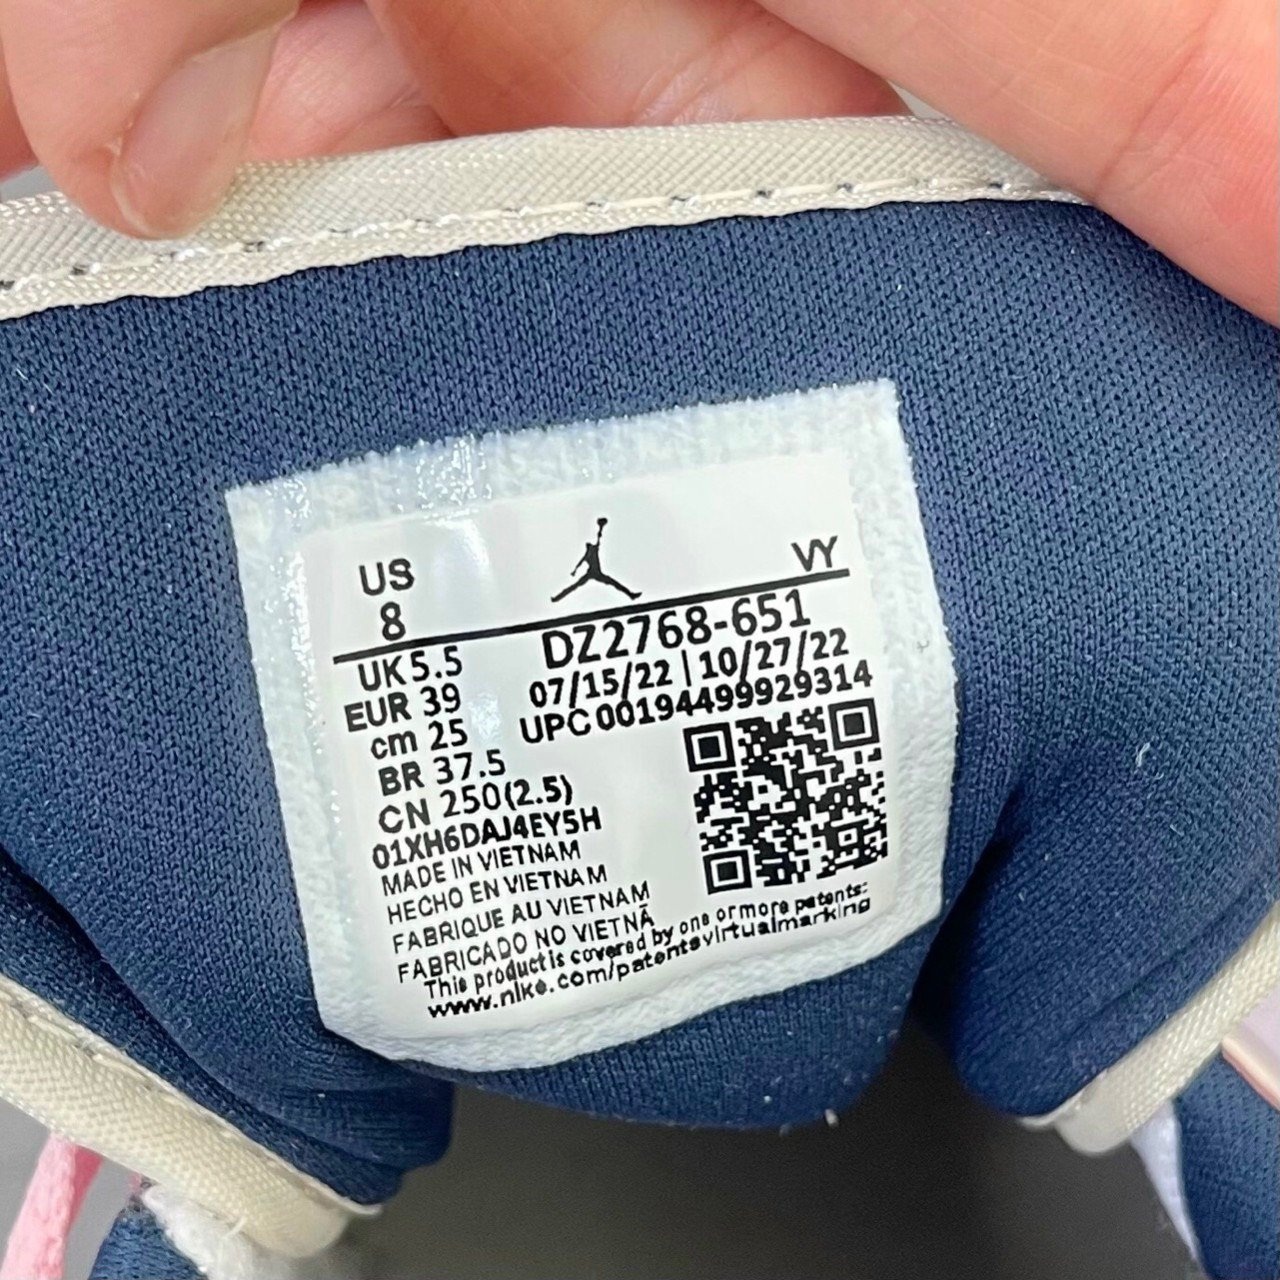 US
8
VY
UK 5.5
EUR 39
cm 25
BR 37.5
CN 250(2.5)
DZ2768-651
07/15/22 | 10/27/22
UPC 00194499929314
01XH6DAJ4EY5H
MADE IN VIETNAM
HECHO EN VIETNAM
FABRIQUE AU VIETNAM
FABRICADO NO VIETNÃ
This product is covered by one or more patents:
www.nike.com/patentsvirtualmarking